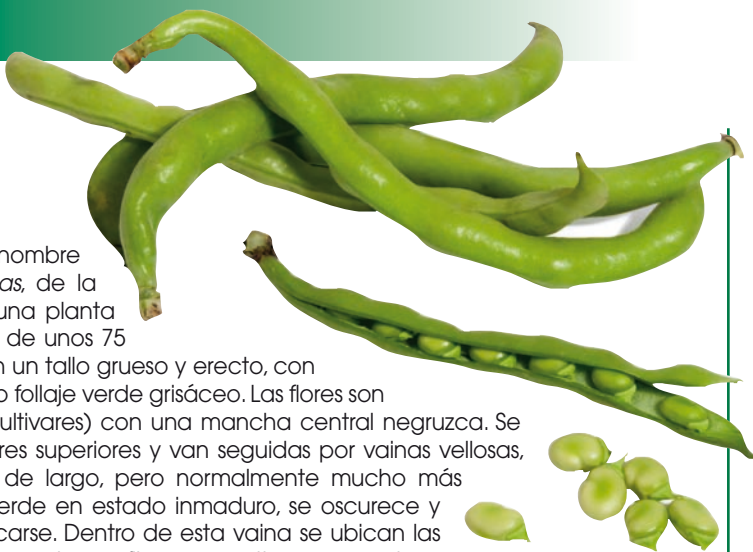 nombre
as, de la
una planta
de unos 75
un tallo grueso y erecto, con
follaje verde grisáceo. Las flores son
ultivares) con una mancha central negruzca. Se
res superiores y van seguidas por vainas vellosas,
de largo, pero normalmente mucho más
erde en estado inmaduro, se oscurece y
carse. Dentro de esta vaina se ubican las